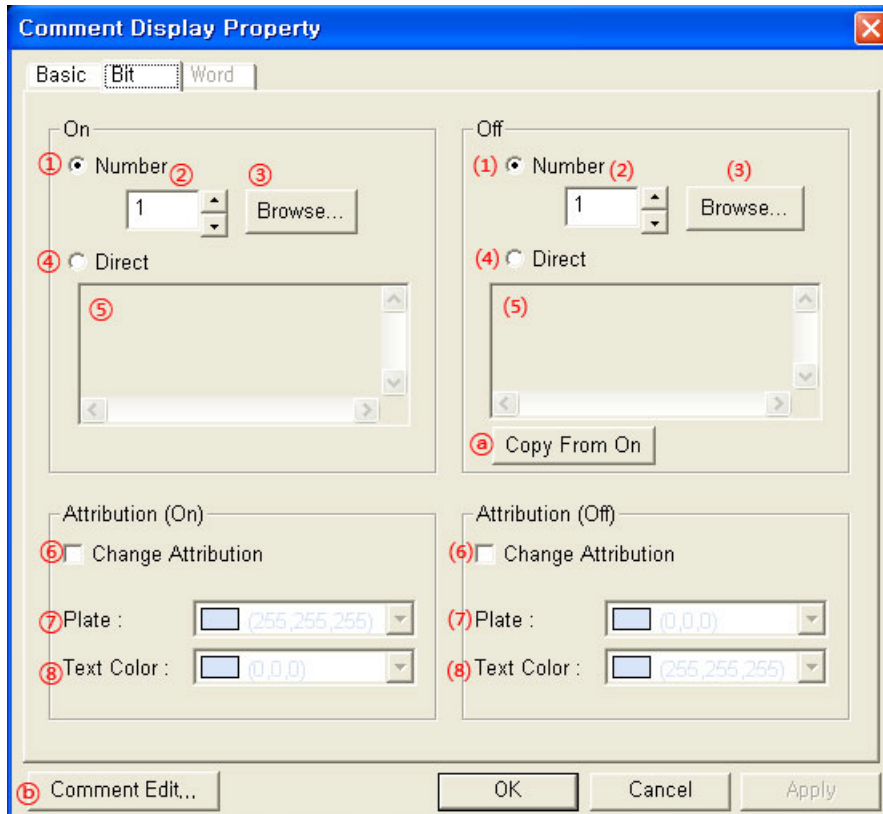 Comment Display Property
Basic Bit Word
On
① Number ②
③
1
Browse...
④ Direct
⑤
Off
(1) Number (2)
(3)
1
Browse...
(4) Direct
(5)
ⓐ Copy From On
Attribution (On)
⑥ Change Attribution
⑦ Plate : (255,255,255)
⑧ Text Color : (0,0,0)
Attribution (Off)
(6) Change Attribution
(7) Plate : (0,0,0)
(8) Text Color : (255,255,255)
ⓑ Comment Edit... OK Cancel Apply